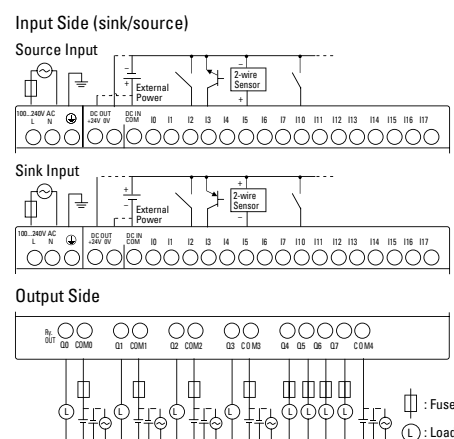 Input Side (sink/source)
Source Input
−
+
External
Power
−
2-wire
Sensor
+
100...240V AC
L N
DC OUT
+24V 0V
DC IN
COM I0 I1 I2 I3 I4 I5 I6 I7 I10 I11 I12 I13 I14 I15 I16 I17
Sink Input
+
−
External
Power
+
2-wire
Sensor
−
100...240V AC
L N
DC OUT
+24V 0V
DC IN
COM I0 I1 I2 I3 I4 I5 I6 I7 I10 I11 I12 I13 I14 I15 I16 I17
Output Side
Ry.
OUT Q0 COM0 Q1 COM1 Q2 COM2 Q3 COM3 Q4 Q5 Q6 Q7 COM4
: Fuse
L L L L L L L L
L : Load